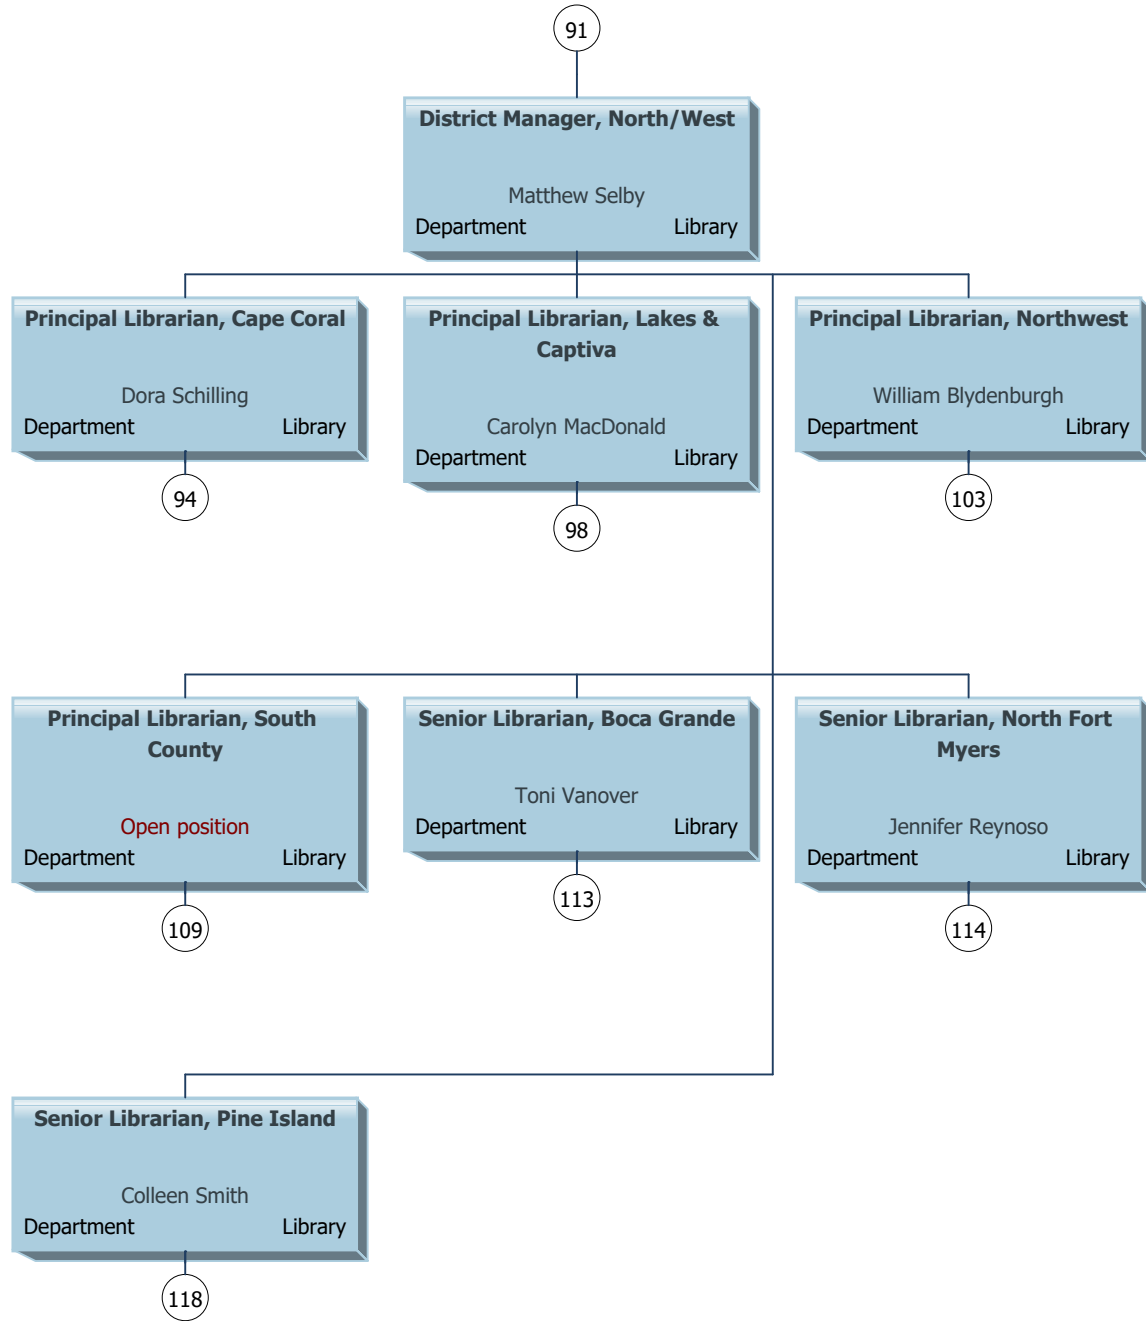 91
District Manager, North/West
Matthew Selby
Department Library
Principal Librarian, Cape Coral
Dora Schilling
Department Library
94
Principal Librarian, Lakes &
Captiva
Carolyn MacDonald
Department Library
98
Principal Librarian, Northwest
William Blydenburgh
Department Library
103
Principal Librarian, South
County
Open position
Department Library
109
Senior Librarian, Boca Grande
Toni Vanover
Department Library
113
Senior Librarian, North Fort
Myers
Jennifer Reynoso
Department Library
114
Senior Librarian, Pine Island
Colleen Smith
Department Library
118